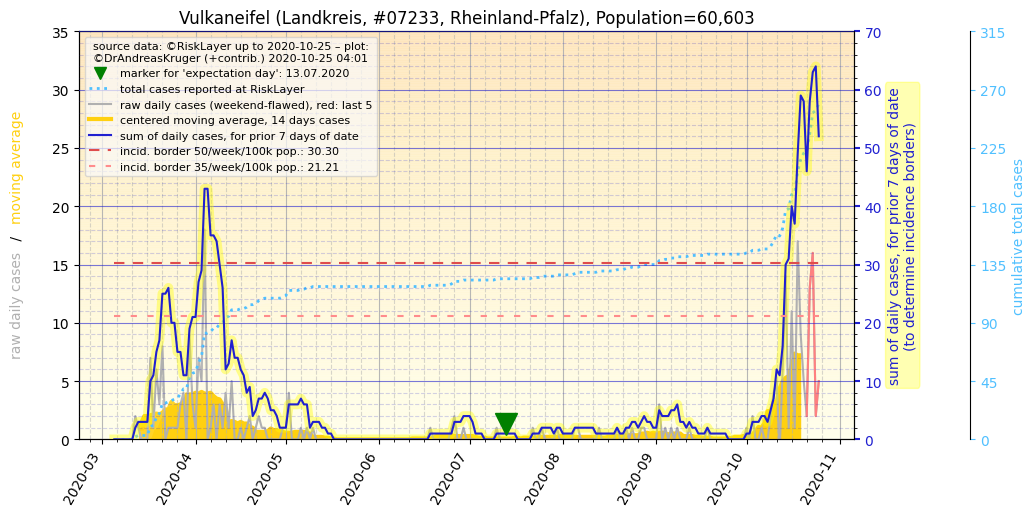 Vulkaneifel (Landkreis, #07233, Rheinland-Pfalz), Population=60,603
source data: ©RiskLayer up to 2020-10-25 – plot:
©DrAndreasKruger (+contrib.) 2020-10-25 04:01
marker for 'expectation day': 13.07.2020
total cases reported at RiskLayer
raw daily cases (weekend-flawed), red: last 5
centered moving average, 14 days cases
sum of daily cases, for prior 7 days of date
incid. border 50/week/100k pop.: 30.30
incid. border 35/week/100k pop.: 21.21
raw daily cases / moving average
35
30
25
20
15
10
5
0
70
60
50
40
30
20
10
0
sum of daily cases, for prior 7 days of date
(to determine incidence borders)
315
270
225
180
135
90
45
0
cumulative total cases
2020-03
2020-04
2020-05
2020-06
2020-07
2020-08
2020-09
2020-10
2020-11